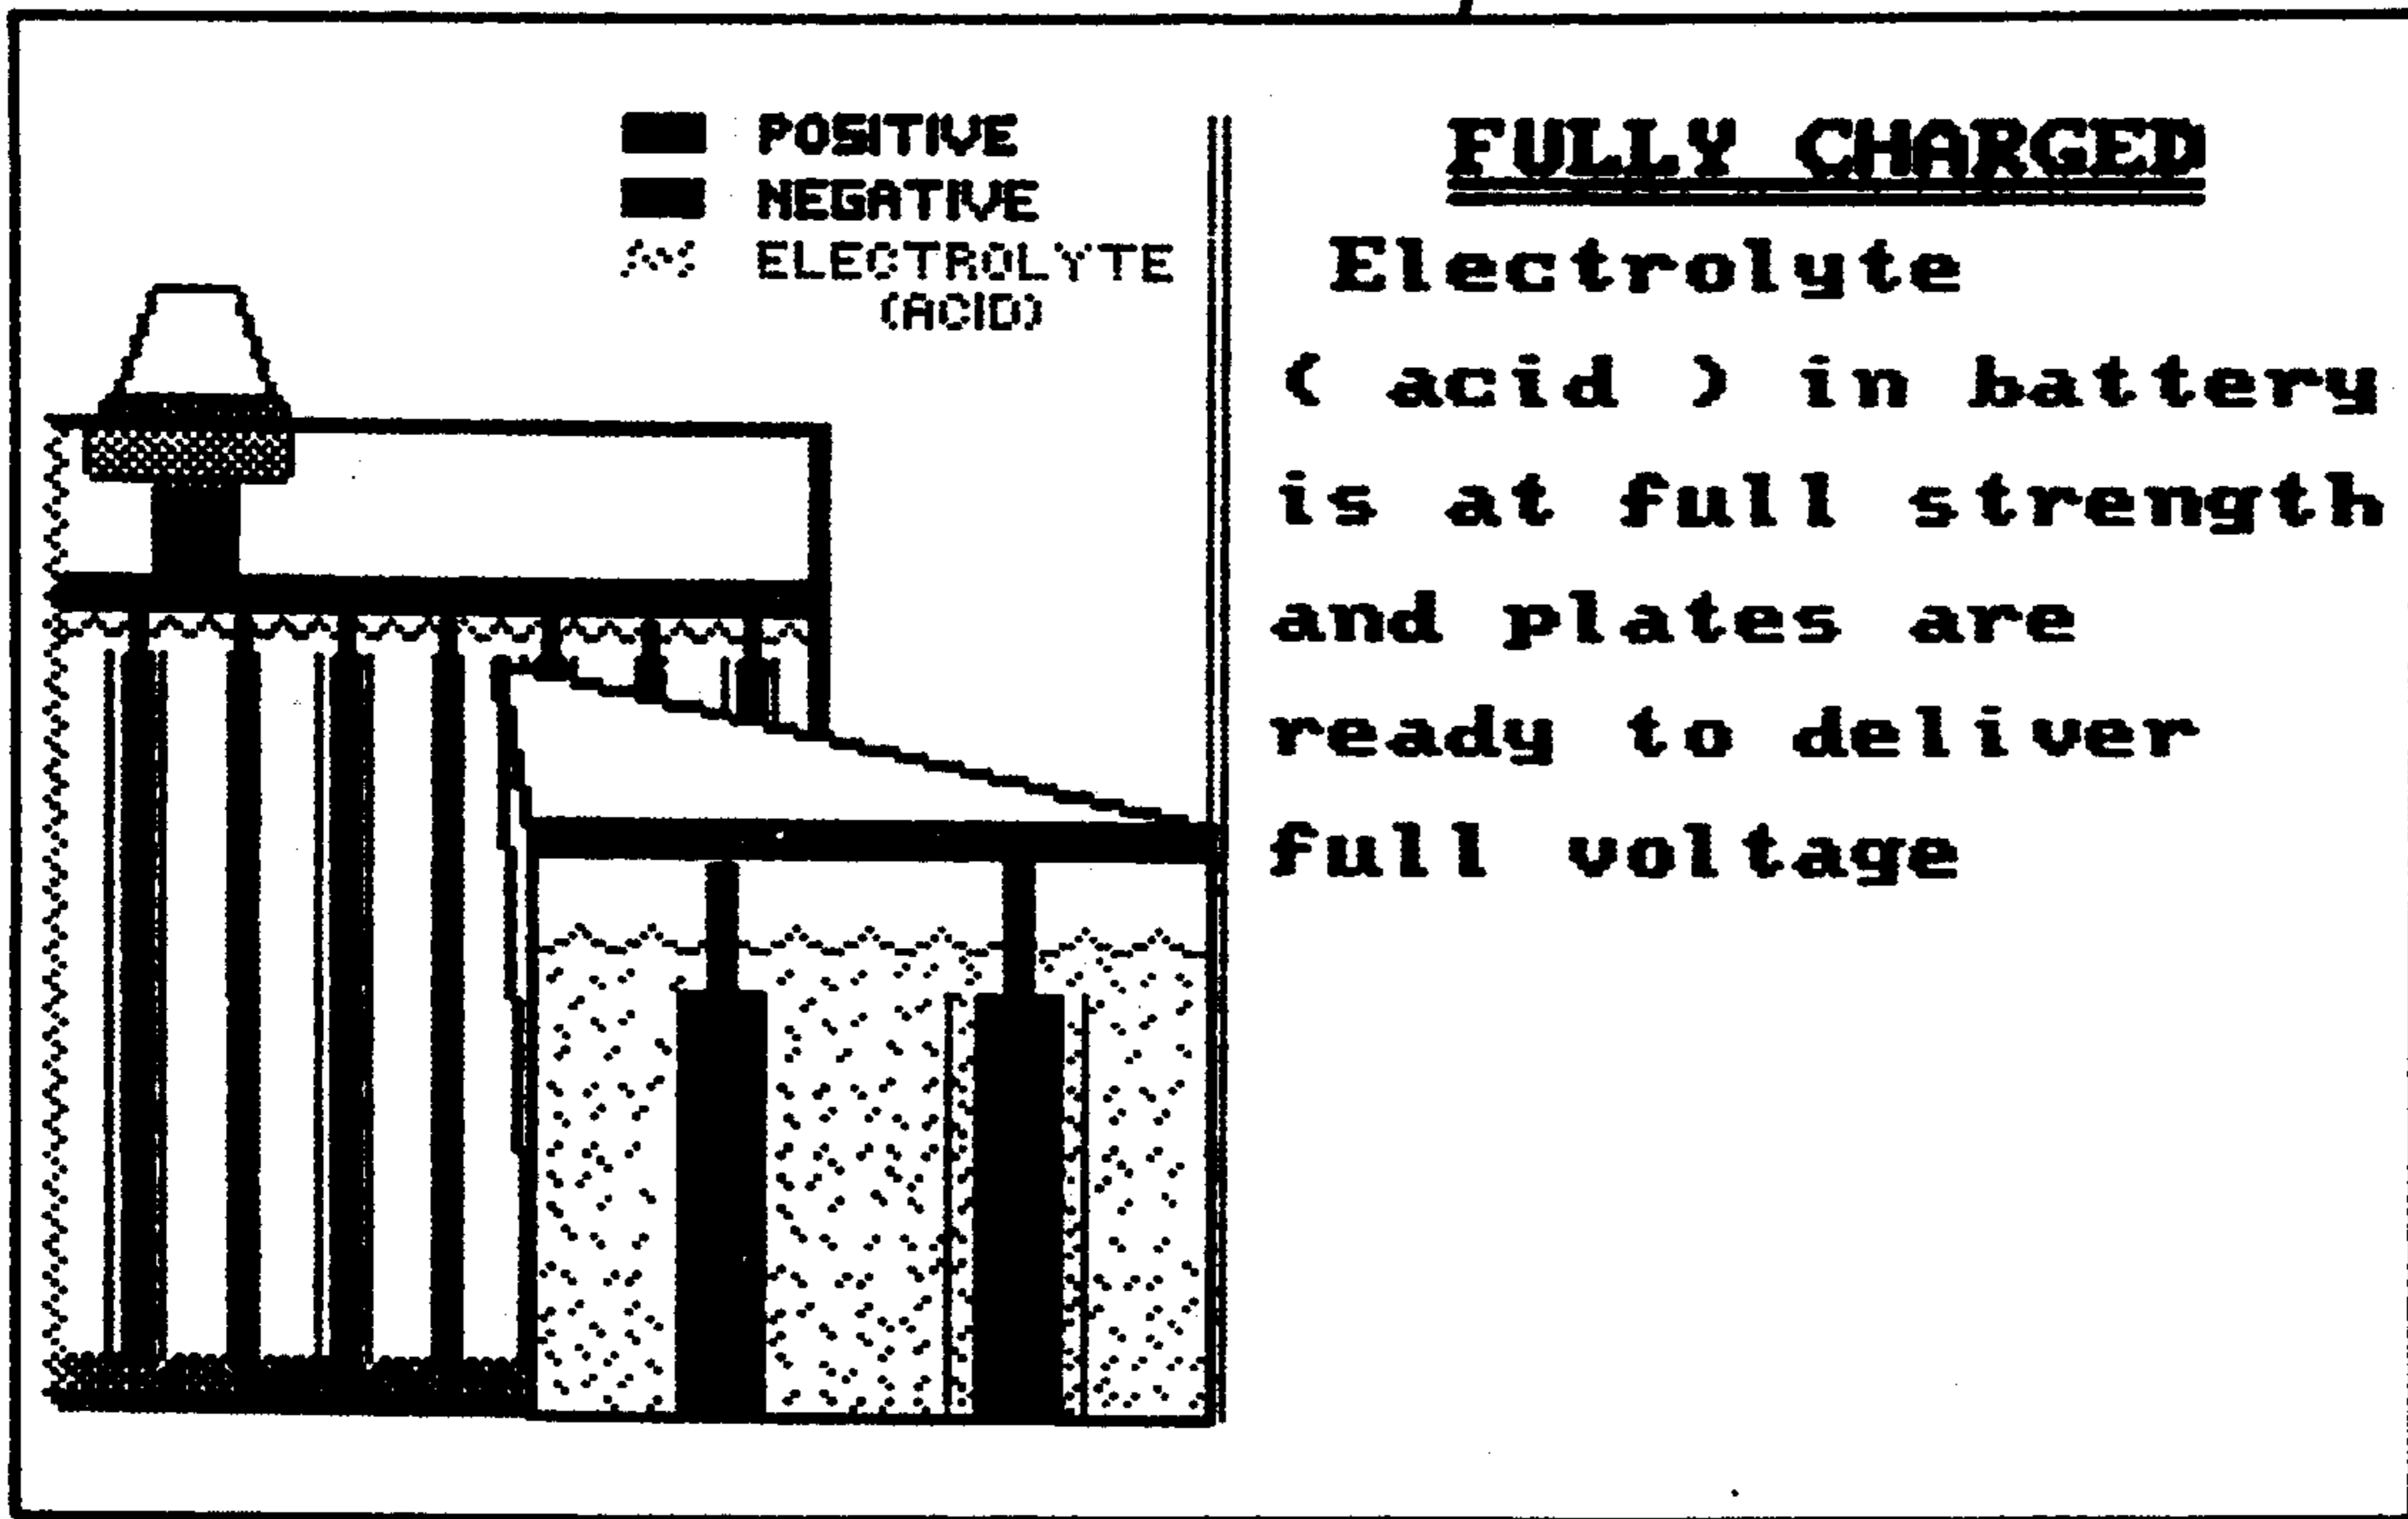 POSITIVE
NEGATIVE
ELECTROLYTE
(ACID)
FULLY CHARGED
Electrolyte
( acid ) in battery
is at full strength
and plates are
ready to deliver
full voltage